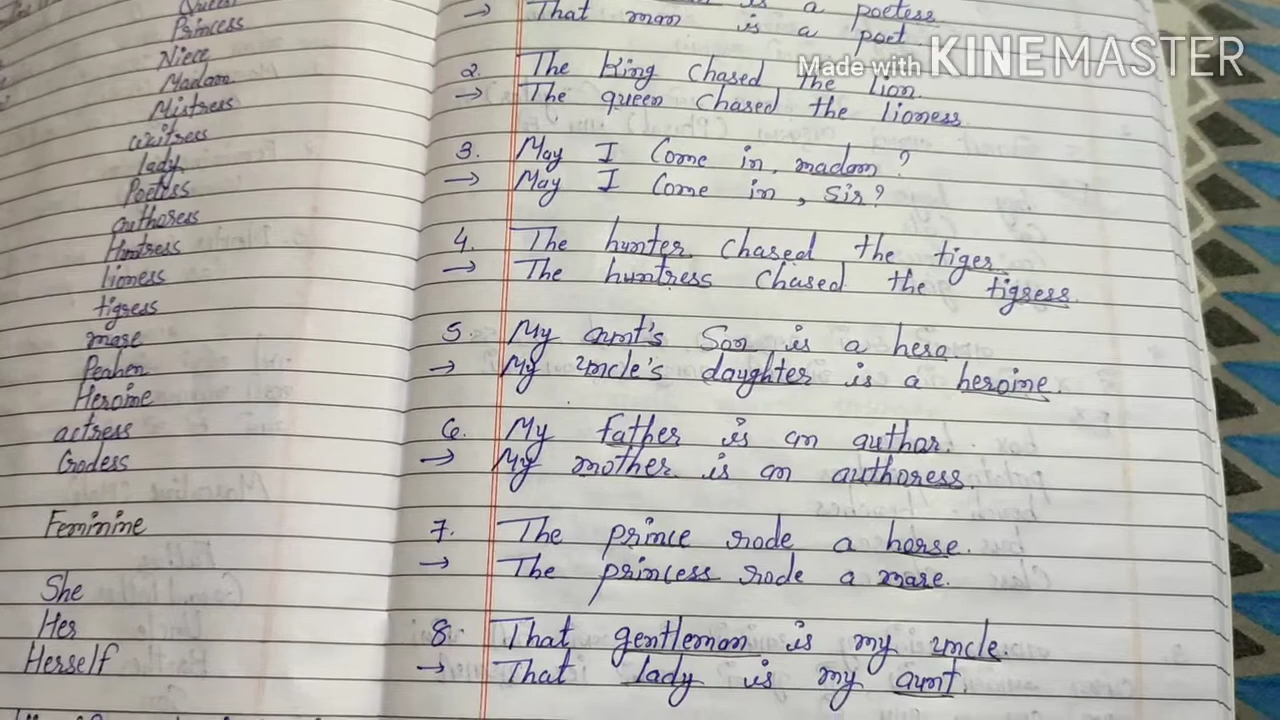 Queen
Princess
Niece
Madam
Mistress
waitress
lady
Poetess
authoress
Huntress
lioness
tigress
mare
Peahen
Heroine
actress
Godess
Feminine
She
Her
Herself
is a poetess
→ That man is a poet.
2. The King chased the lion.
→ The queen chased the lioness.
3. May I Come in, madam?
→ May I Come in, Sir?
4. The hunter chased the tiger.
→ The huntress chased the tigress.
5. My aunt's Son is a hero.
→ My uncle's daughter is a heroine.
6. My father is an author.
→ My mother is an authoress.
7. The prince rode a horse.
→ The princess rode a mare.
8. That gentleman is my uncle.
→ That lady is my aunt.
Made with KINEMASTER